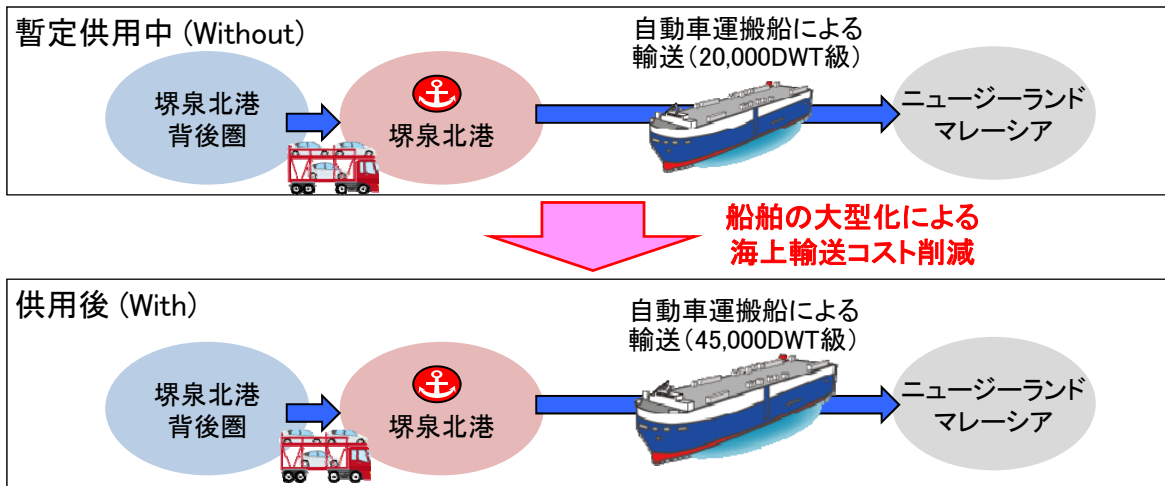 暫定供用中 (Without)
自動車運搬船による
輸送（20,000DWT級）
堺泉北港
背後圏
堺泉北港
ニュージーランド
マレーシア
船舶の大型化による
海上輸送コスト削減
供用後 (With)
自動車運搬船による
輸送（45,000DWT級）
堺泉北港
背後圏
堺泉北港
ニュージーランド
マレーシア